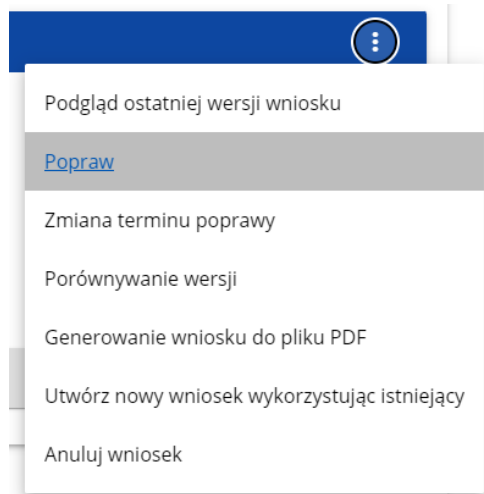 Podgląd ostatniej wersji wniosku
Popraw
Zmiana terminu poprawy
Porównywanie wersji
Generowanie wniosku do pliku PDF
Utwórz nowy wniosek wykorzystując istniejący
Anuluj wniosek